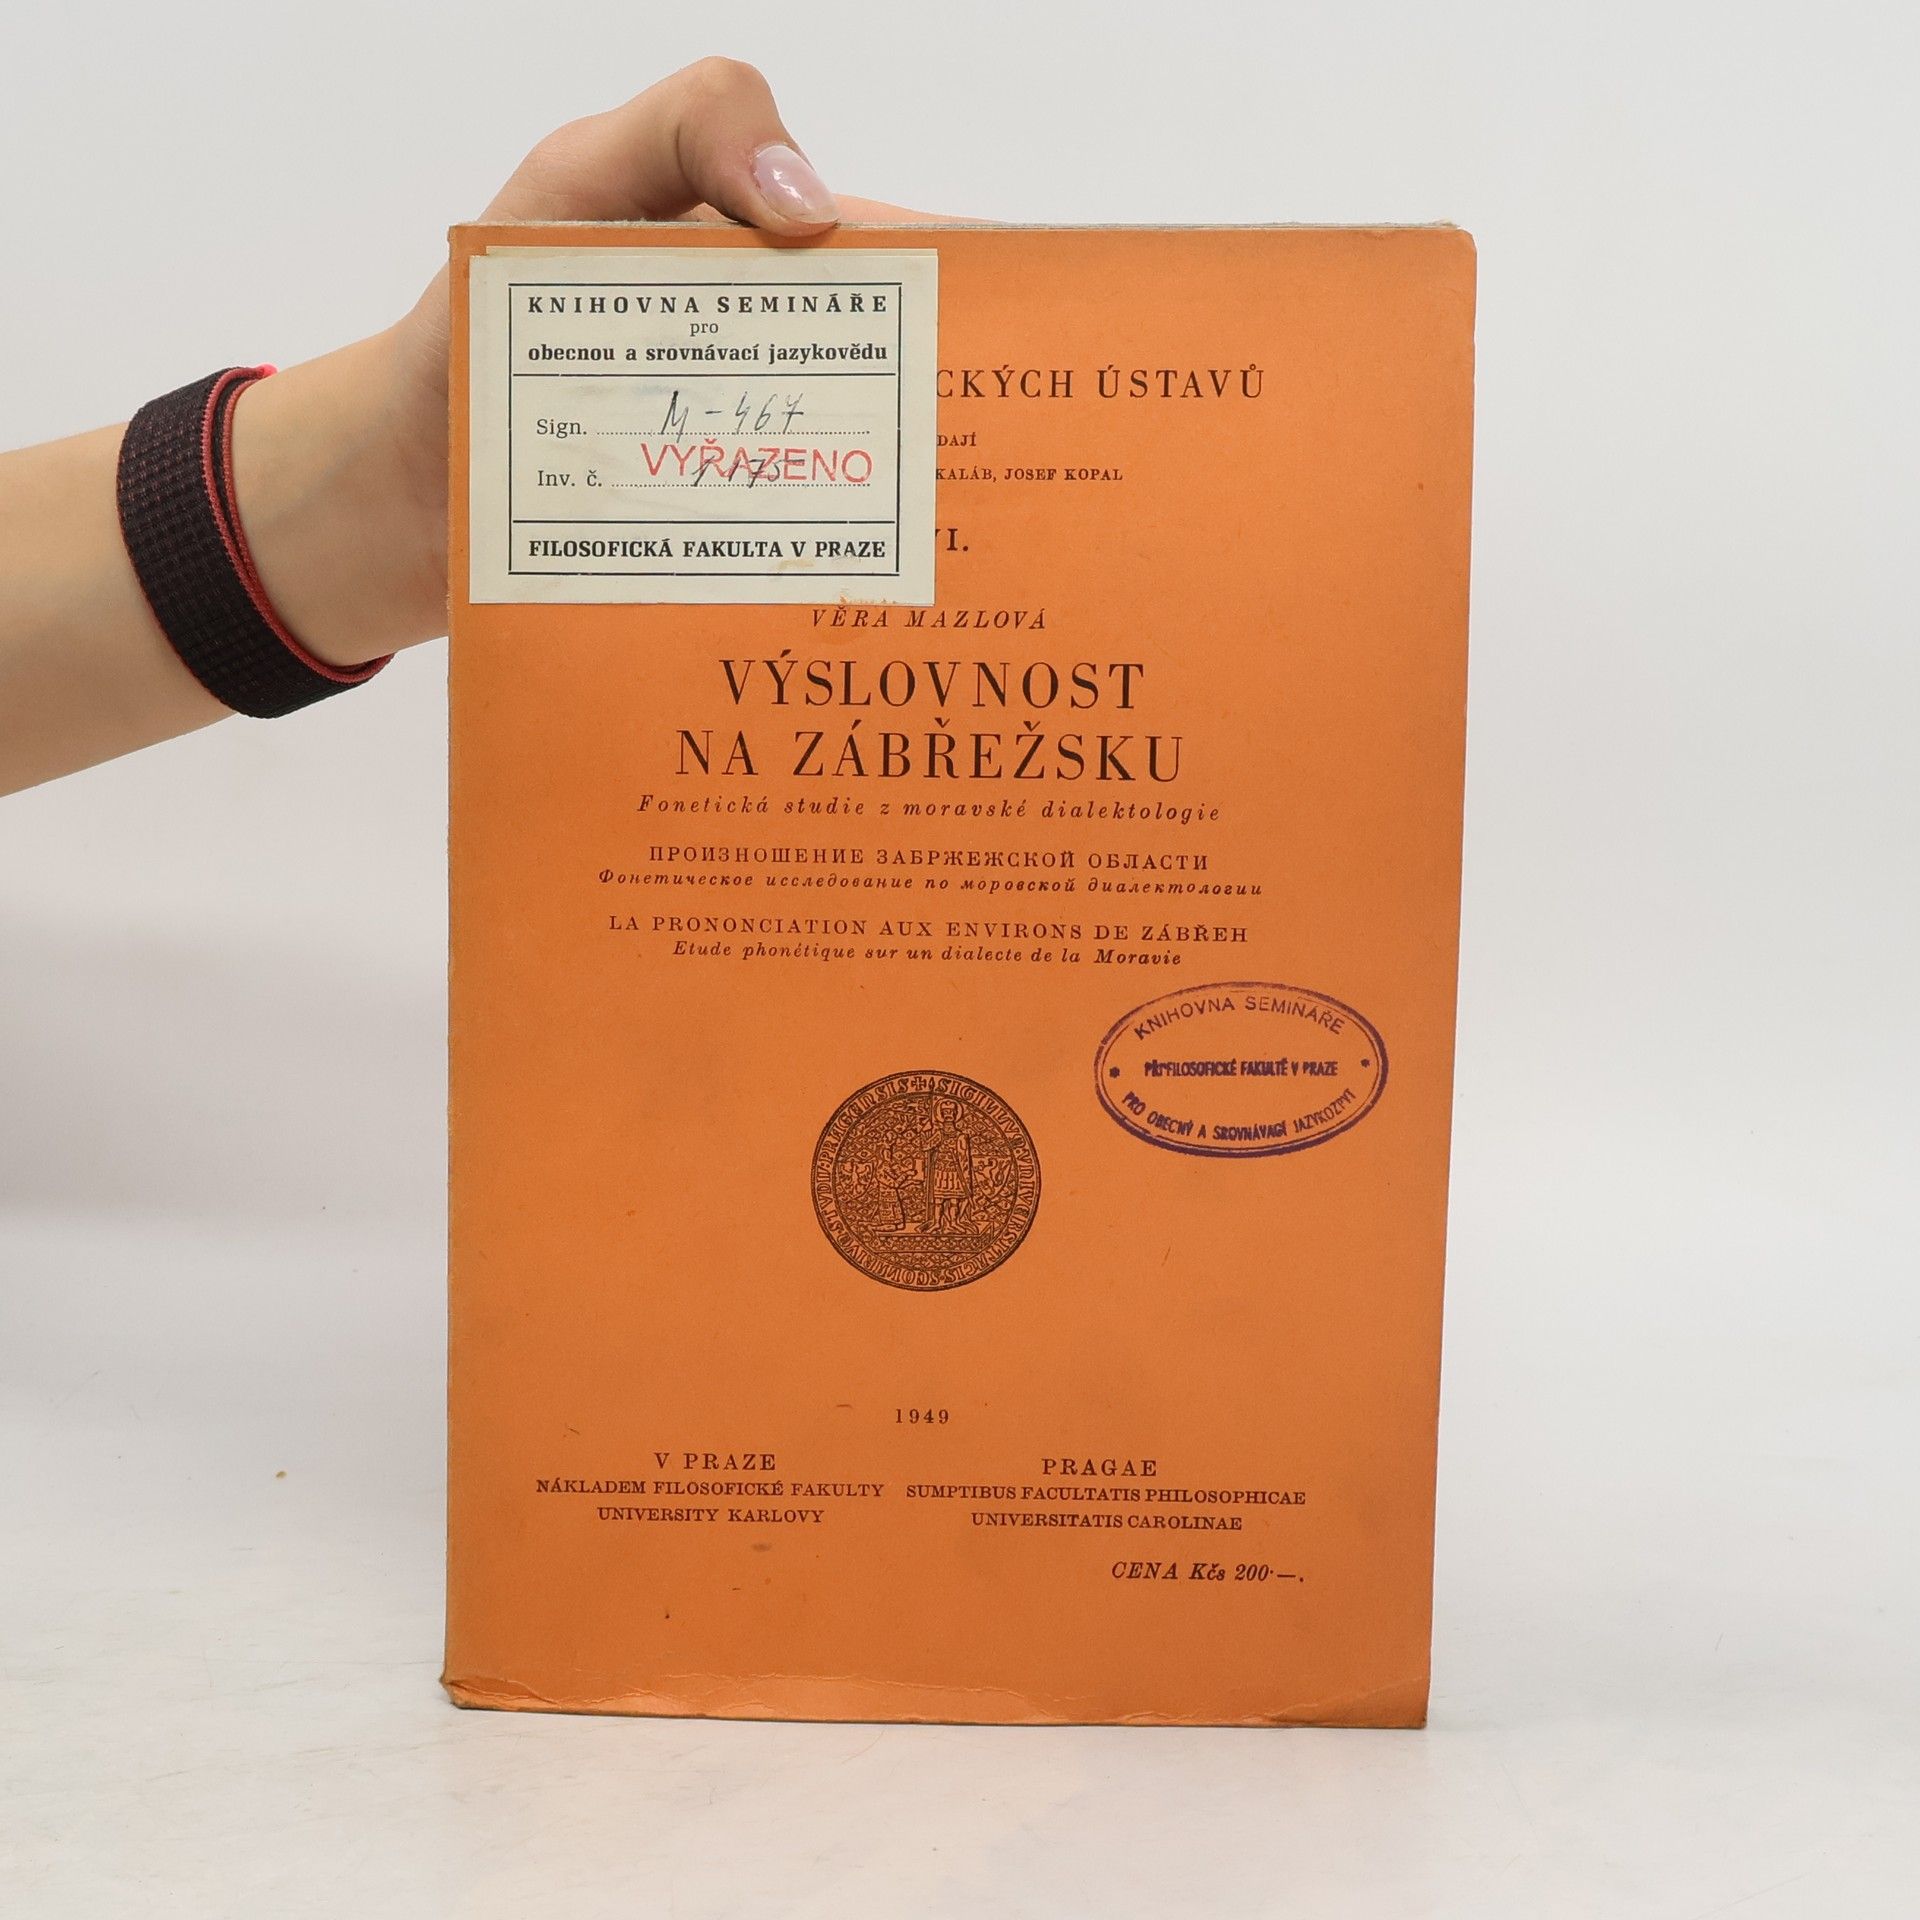 KNIHOVNA SEMINÁŘE
pro
obecnou a srovnávací jazykovědu
Sign. M-467
VYŘAZENO
Inv. č. 1175
FILOSOFICKÁ FAKULTA V PRAZE
CKÝCH ÚSTAVŮ
DAJÍ
KALÁB, JOSEF KOPAL
VI.
VĚRA MAZLOVÁ
VÝSLOVNOST
NA ZÁBŘEŽSKU
Fonetická studie z moravské dialektologie
ПРОИЗНОШЕНИЕ ЗАБРЖЕЖСКОЙ ОБЛАСТИ
Фонетическое исследование по моровской диалектологии
LA PRONONCIATION AUX ENVIRONS DE ZÁBŘEH
Etude phonétique sur un dialecte de la Moravie
KNIHOVNA SEMINÁŘE
PŘI FILOSOFICKÉ FAKULTĚ V PRAZE
PRO OBECNÝ A SROVNÁVACÍ JAZYKOZPYT
1949
V PRAZE
NÁKLADEM FILOSOFICKÉ FAKULTY
UNIVERSITY KARLOVY
PRAGAE
SUMPTIBUS FACULTATIS PHILOSOPHICAE
UNIVERSITATIS CAROLINAE
CENA Kčs 200·—.